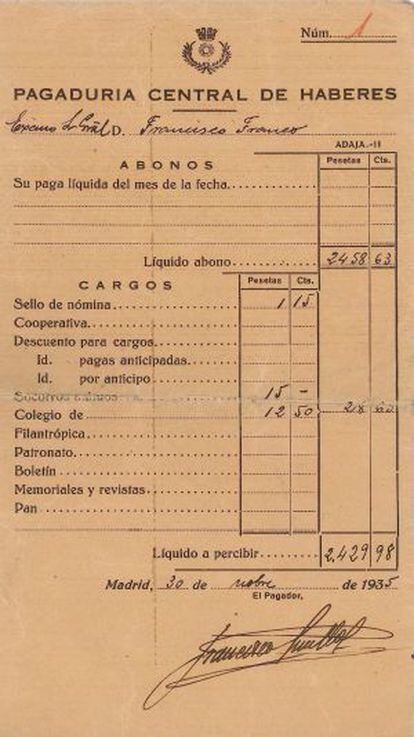 Núm. 1
PAGADURIA CENTRAL DE HABERES
Excmo Sr Gral D. Francisco Franco
ADAJA.-11
ABONOS Pesetas Cts.
Su paga líquida del mes de la fecha
Líquido abono 2458 63
CARGOS Pesetas Cts.
Sello de nómina 1 15
Cooperativa
Descuento para cargos
Id. pagas anticipadas
Id. por anticipo
Socorros mutuos 15 -
Colegio de 12 50 28 65
Filantrópica
Patronato
Boletín
Memoriales y revistas
Pan
Líquido a percibir 2.429 98
Madrid, 30 de nobre de 1935
El Pagador,
Francisco